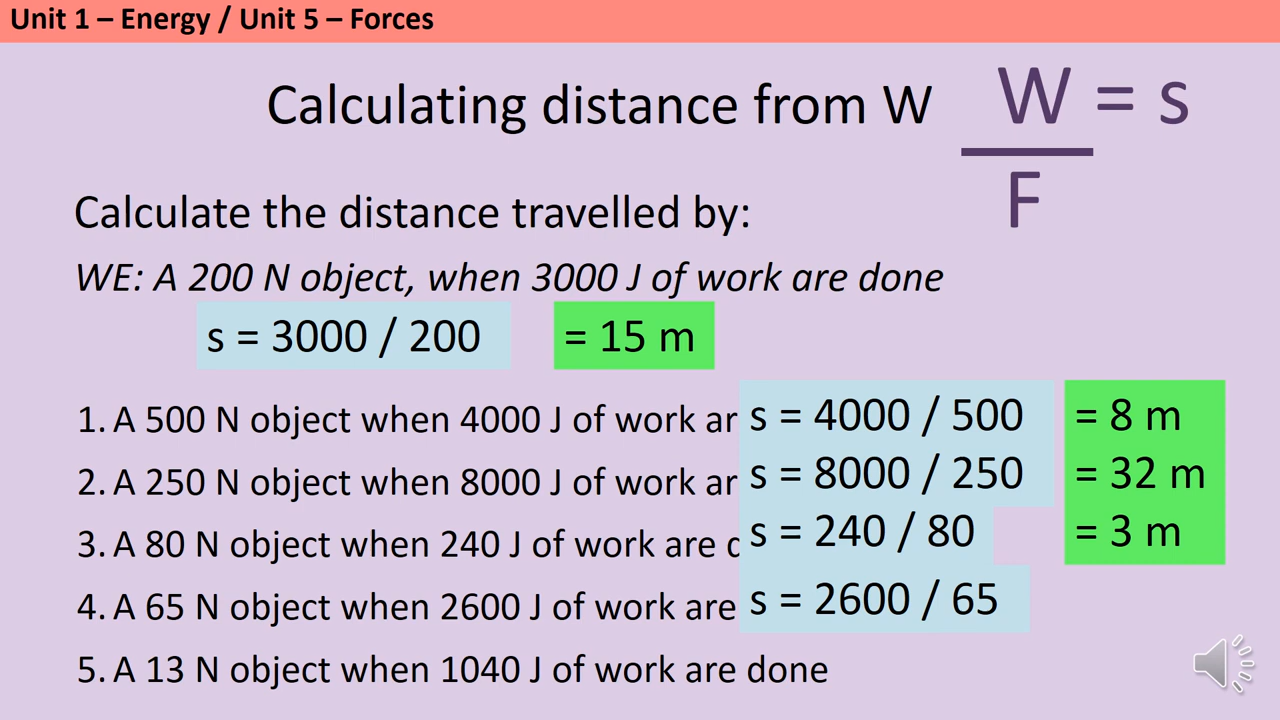 Unit 1 – Energy / Unit 5 – Forces
Calculating distance from W
W = s
F
Calculate the distance travelled by:
WE: A 200 N object, when 3000 J of work are done
s = 3000 / 200 = 15 m
1. A 500 N object when 4000 J of work ar s = 4000 / 500 = 8 m
2. A 250 N object when 8000 J of work ar s = 8000 / 250 = 32 m
3. A 80 N object when 240 J of work are d s = 240 / 80 = 3 m
4. A 65 N object when 2600 J of work are s = 2600 / 65
5. A 13 N object when 1040 J of work are done